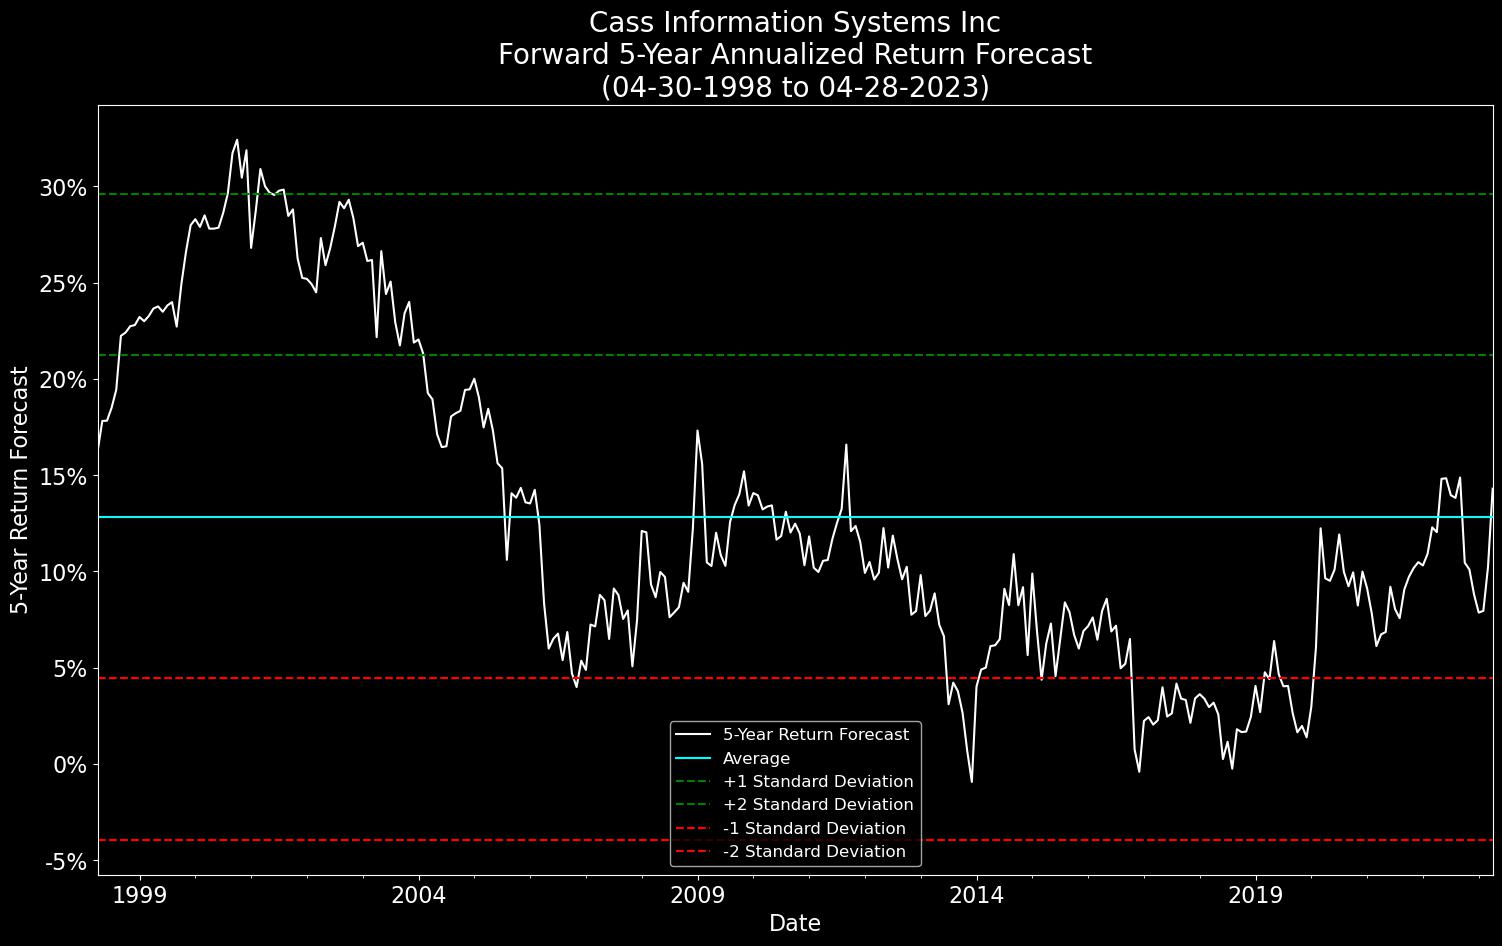 Cass Information Systems Inc
Forward 5-Year Annualized Return Forecast
(04-30-1998 to 04-28-2023)
5-Year Return Forecast
30%
25%
20%
15%
10%
5%
0%
-5%
5-Year Return Forecast
Average
+1 Standard Deviation
+2 Standard Deviation
-1 Standard Deviation
-2 Standard Deviation
1999 2004 2009 2014 2019
Date